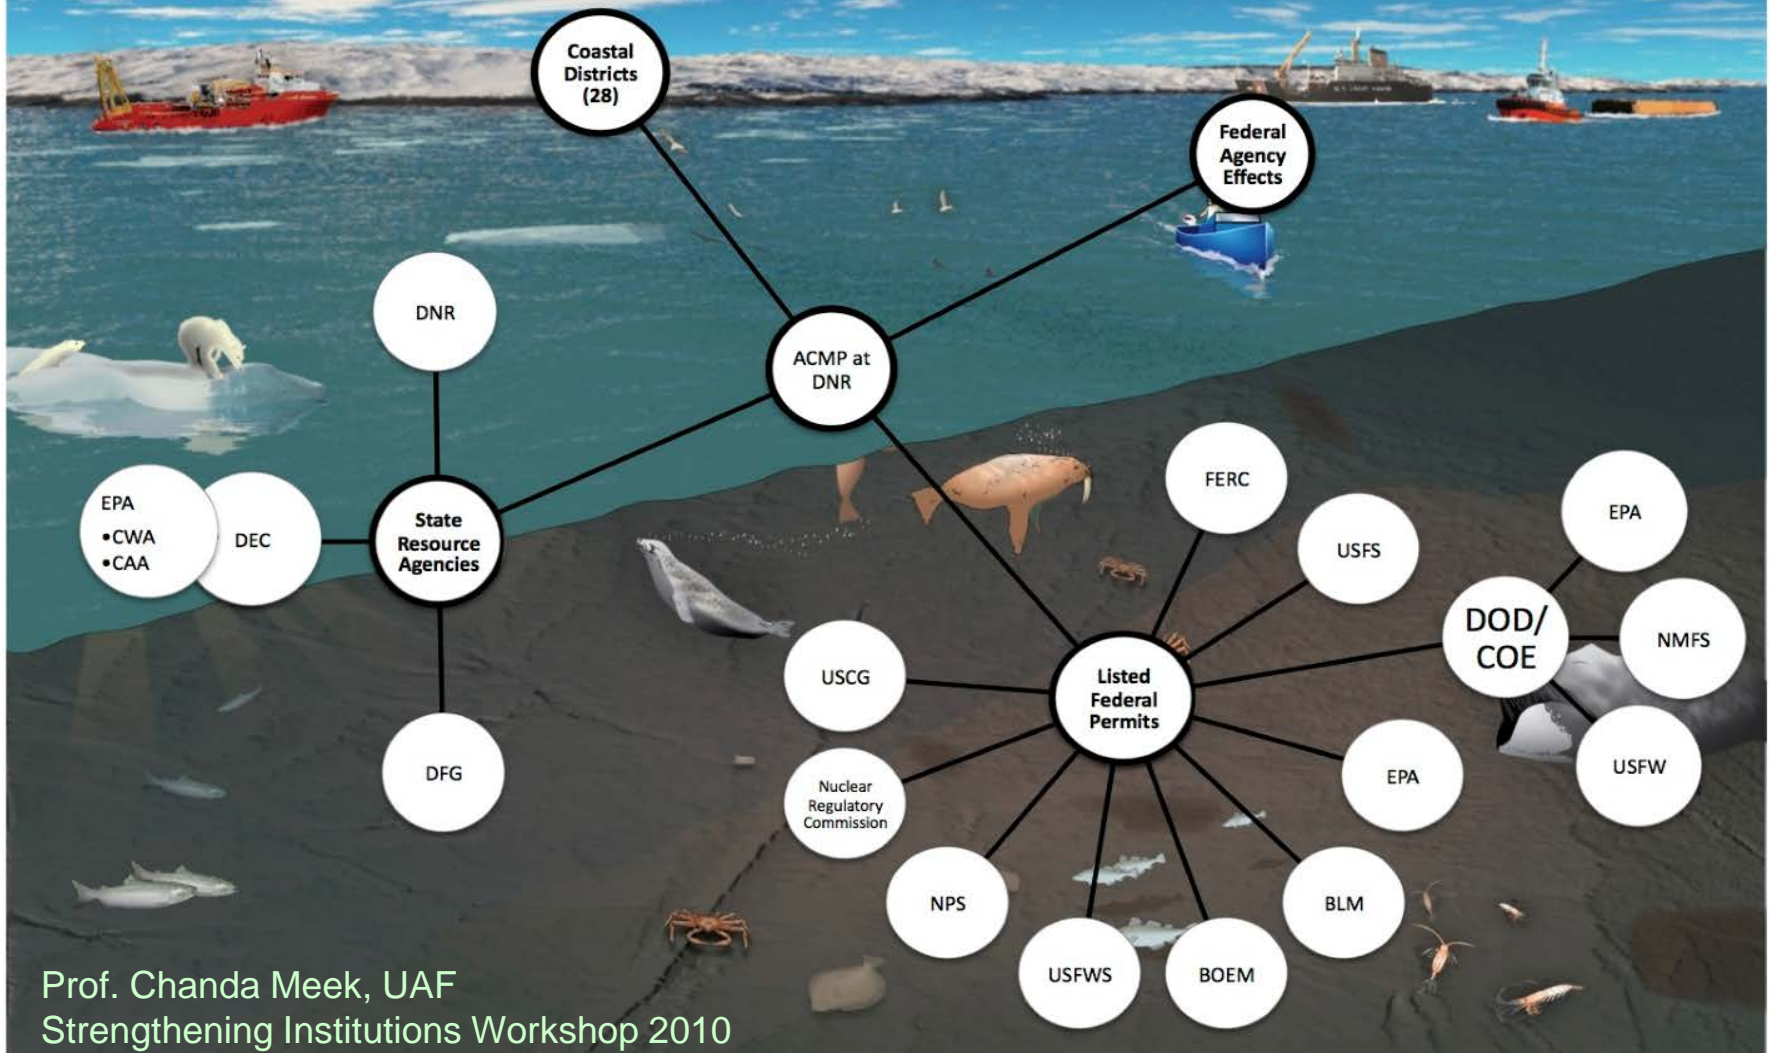 Coastal
Districts
(28)
Federal
Agency
Effects
DNR
ACMP at
DNR
EPA
•CWA
•CAA
DEC
State
Resource
Agencies
DFG
FERC
USFS
EPA
DOD/
COE
NMFS
USFW
USCG
Listed
Federal
Permits
Nuclear
Regulatory
Commission
EPA
NPS
BLM
USFWS
BOEM
Prof. Chanda Meek, UAF
Strengthening Institutions Workshop 2010